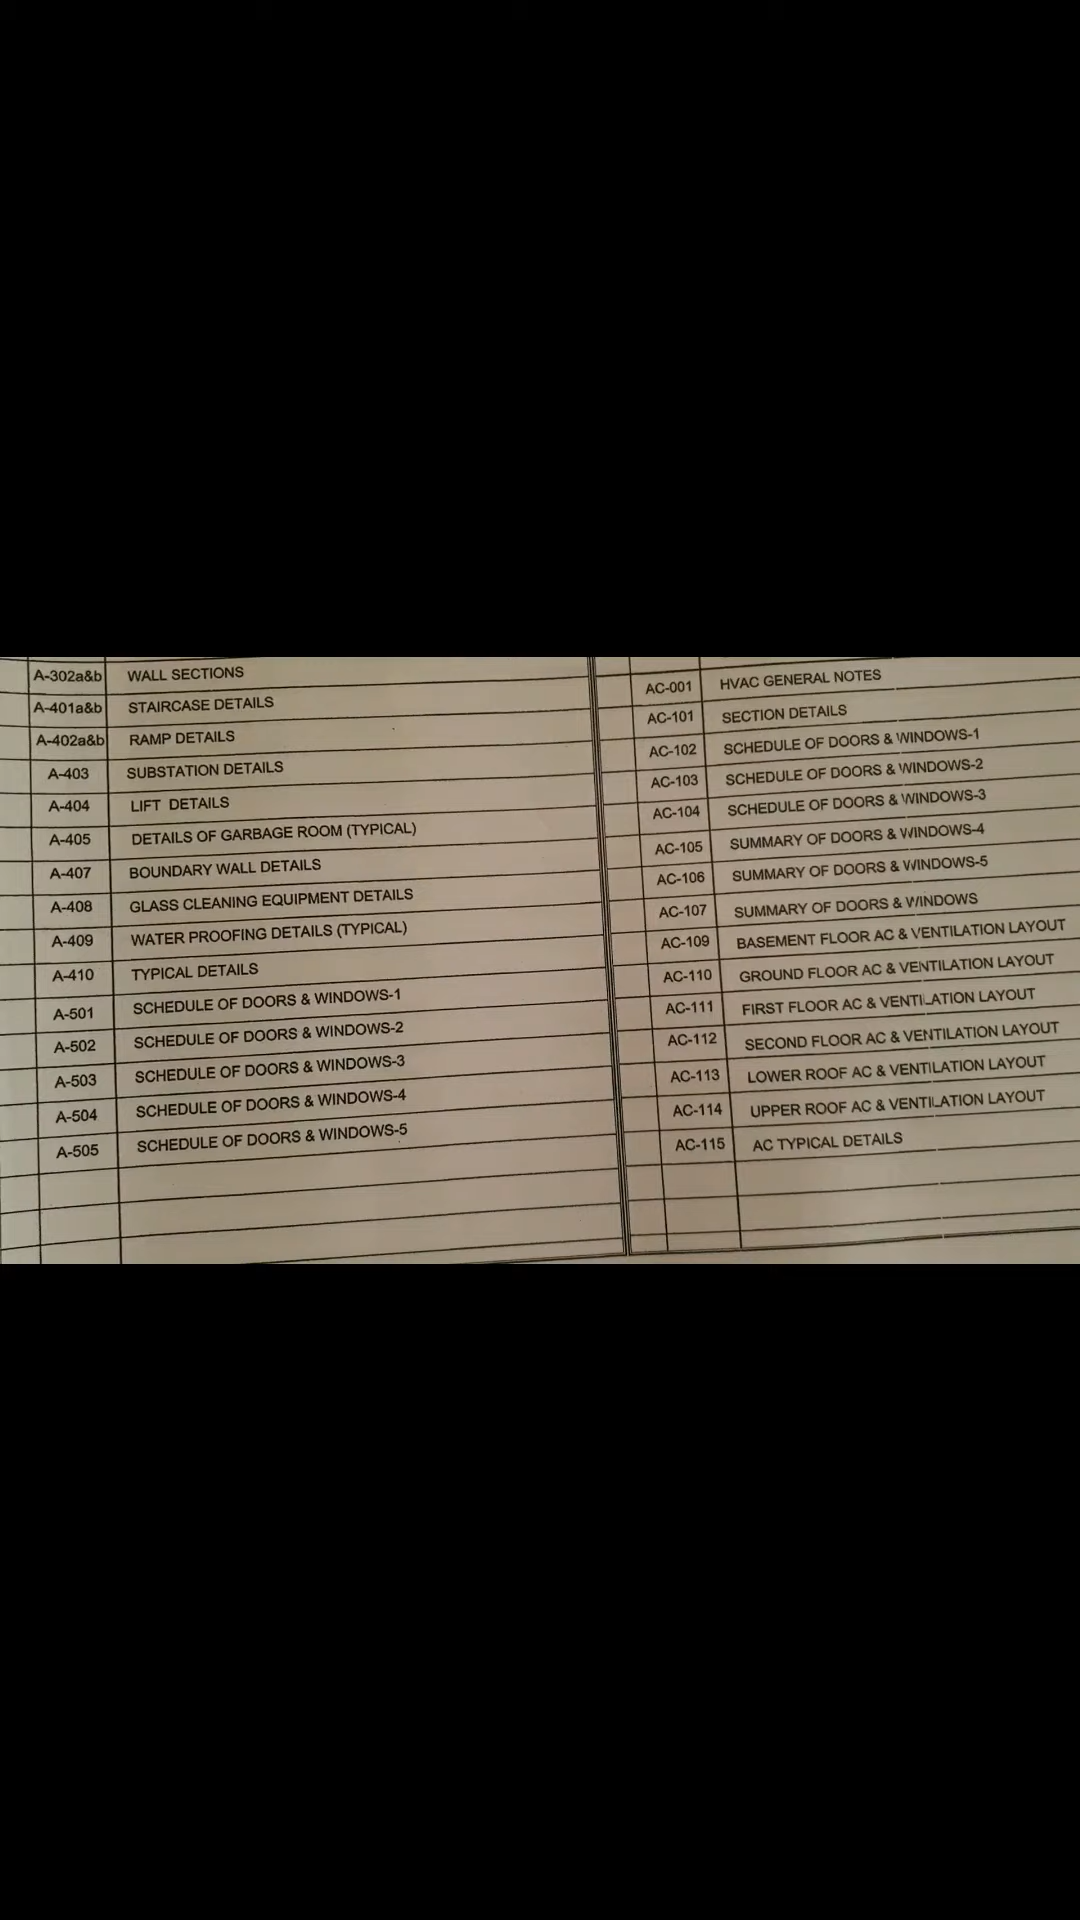 A-302a&b WALL SECTIONS
A-401a&b STAIRCASE DETAILS
A-402a&b RAMP DETAILS
A-403 SUBSTATION DETAILS
A-404 LIFT DETAILS
A-405 DETAILS OF GARBAGE ROOM (TYPICAL)
A-407 BOUNDARY WALL DETAILS
A-408 GLASS CLEANING EQUIPMENT DETAILS
A-409 WATER PROOFING DETAILS (TYPICAL)
A-410 TYPICAL DETAILS
A-501 SCHEDULE OF DOORS & WINDOWS-1
A-502 SCHEDULE OF DOORS & WINDOWS-2
A-503 SCHEDULE OF DOORS & WINDOWS-3
A-504 SCHEDULE OF DOORS & WINDOWS-4
A-505 SCHEDULE OF DOORS & WINDOWS-5
AC-001 HVAC GENERAL NOTES
AC-101 SECTION DETAILS
AC-102 SCHEDULE OF DOORS & WINDOWS-1
AC-103 SCHEDULE OF DOORS & WINDOWS-2
AC-104 SCHEDULE OF DOORS & WINDOWS-3
AC-105 SUMMARY OF DOORS & WINDOWS-4
AC-106 SUMMARY OF DOORS & WINDOWS-5
AC-107 SUMMARY OF DOORS & WINDOWS
AC-109 BASEMENT FLOOR AC & VENTILATION LAYOUT
AC-110 GROUND FLOOR AC & VENTILATION LAYOUT
AC-111 FIRST FLOOR AC & VENTILATION LAYOUT
AC-112 SECOND FLOOR AC & VENTILATION LAYOUT
AC-113 LOWER ROOF AC & VENTILATION LAYOUT
AC-114 UPPER ROOF AC & VENTILATION LAYOUT
AC-115 AC TYPICAL DETAILS